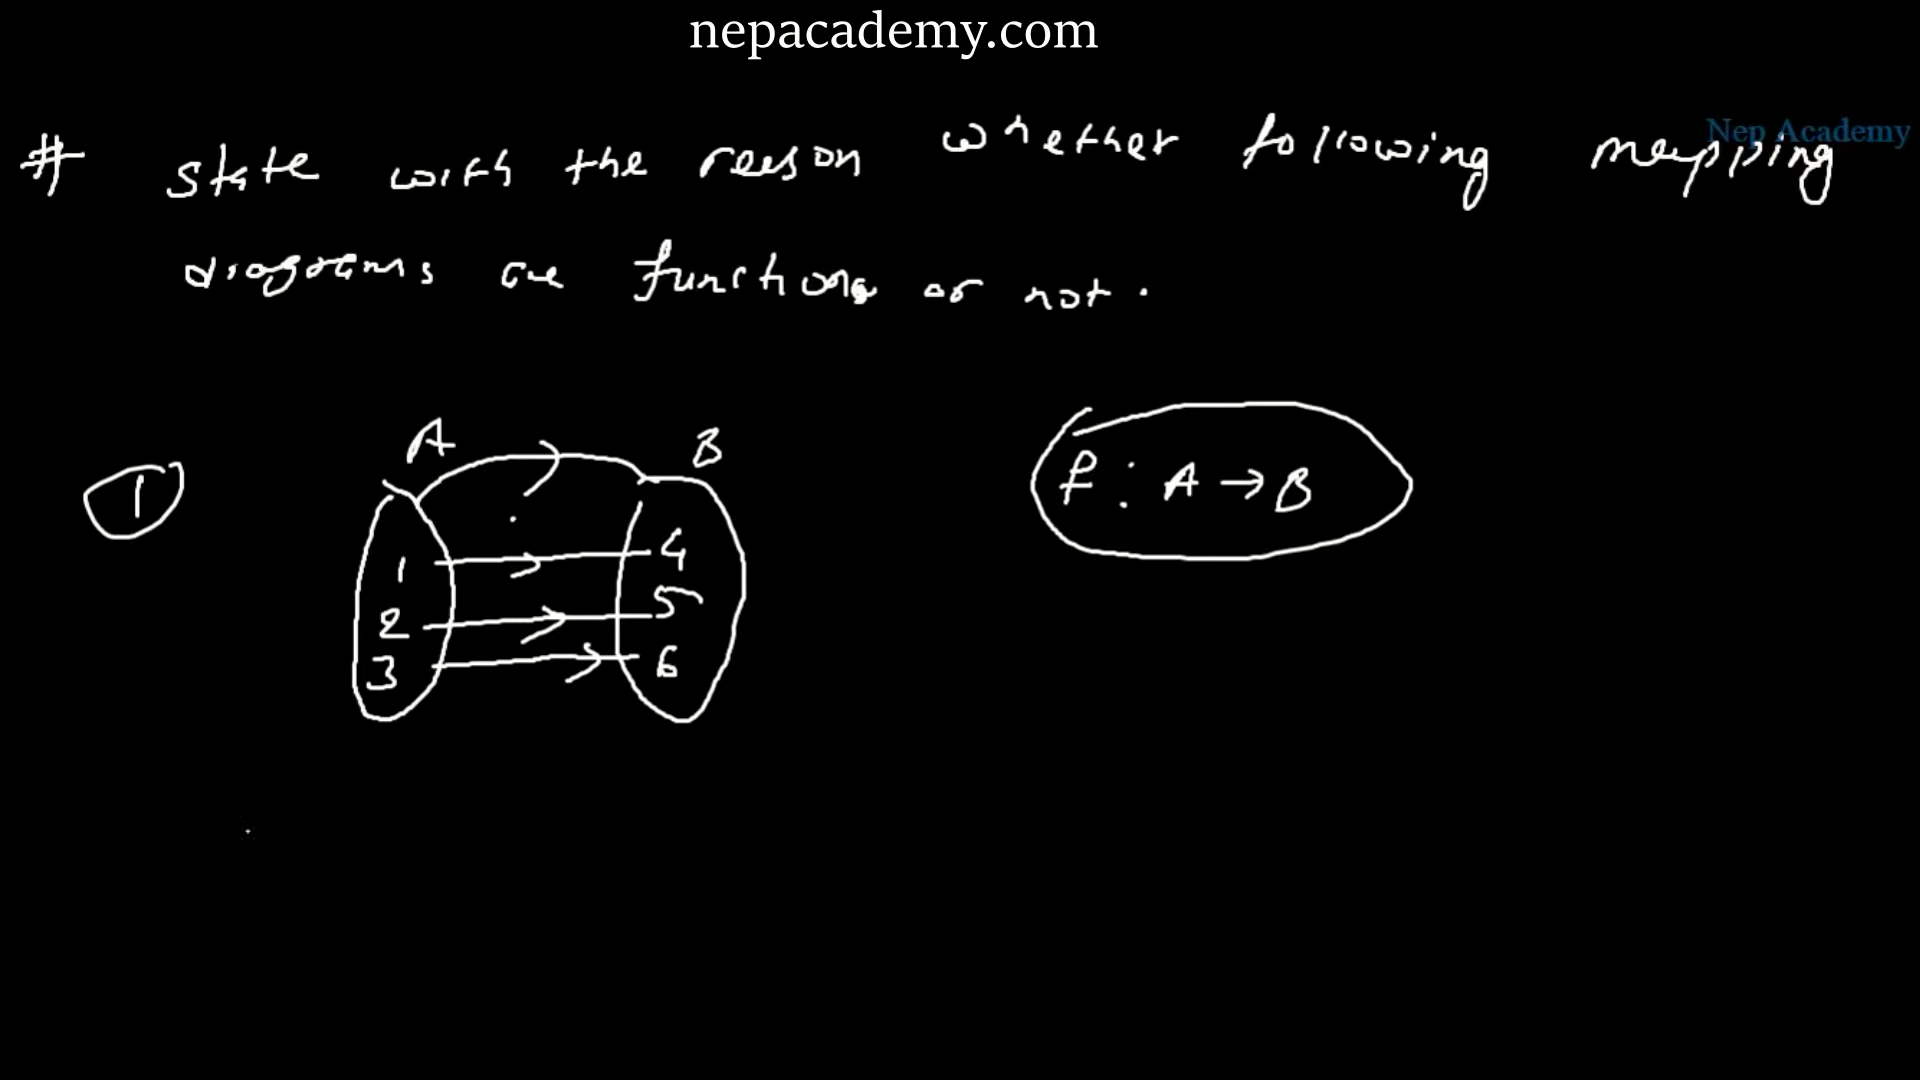 nepacademy.com
Nep Academy
# state with the reason whether following mapping
diagrams are functions or not.
A B
1
f : A → B
1 4
2 5
3 6